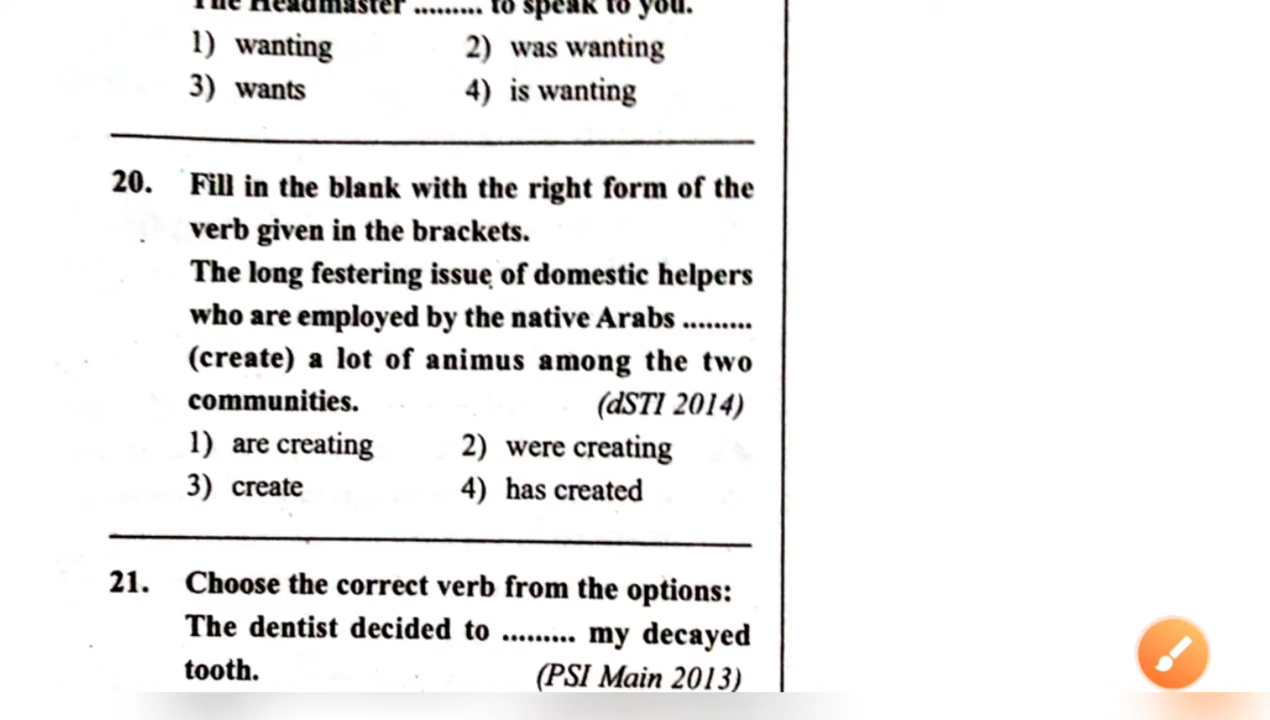 The Headmaster ......... to speak to you.
1) wanting 2) was wanting
3) wants 4) is wanting
20. Fill in the blank with the right form of the
verb given in the brackets.
The long festering issue of domestic helpers
who are employed by the native Arabs .........
(create) a lot of animus among the two
communities. (dSTI 2014)
1) are creating 2) were creating
3) create 4) has created
21. Choose the correct verb from the options:
The dentist decided to ......... my decayed
tooth. (PSI Main 2013)